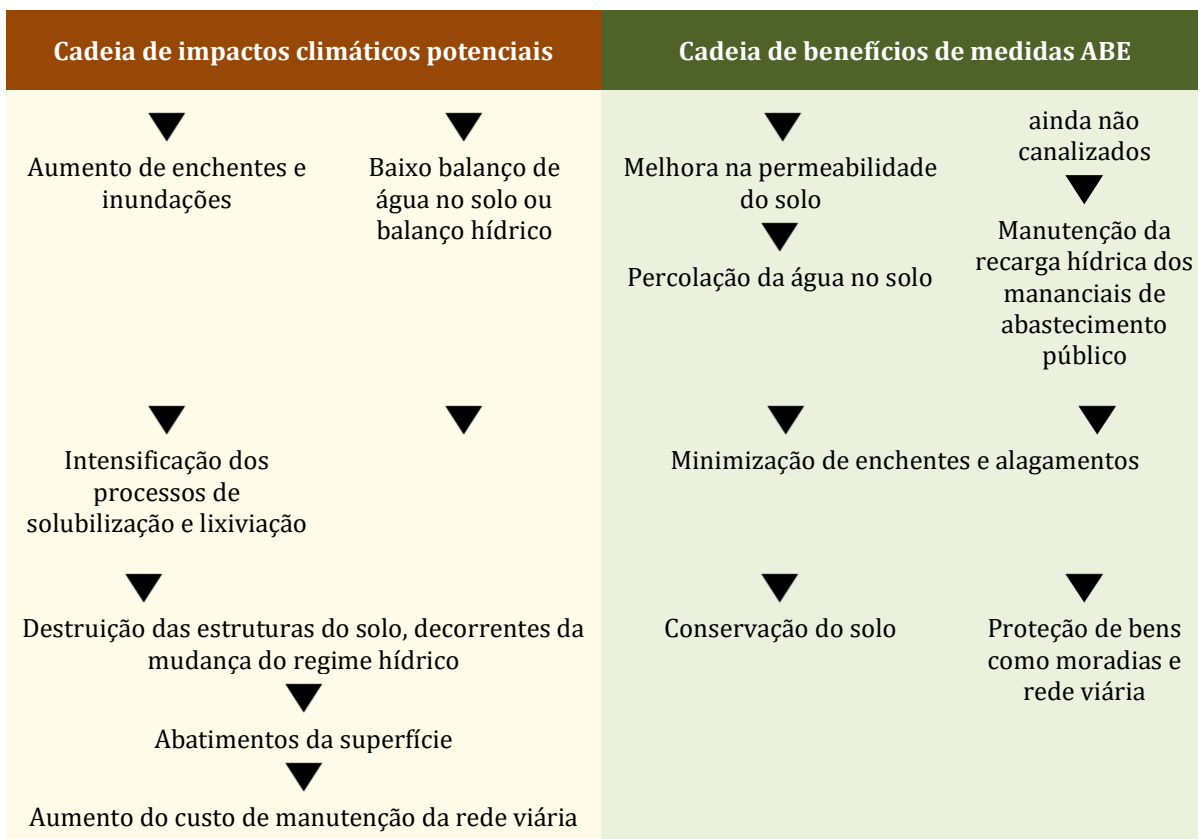 Cadeia de impactos climáticos potenciais
Cadeia de benefícios de medidas ABE
Aumento de enchentes e
inundações
Baixo balanço de
água no solo ou
balanço hídrico
Intensificação dos
processos de
solubilização e lixiviação
Destruição das estruturas do solo, decorrentes da
mudança do regime hídrico
Abatimentos da superfície
Aumento do custo de manutenção da rede viária
Melhora na permeabilidade
do solo
Percolação da água no solo
ainda não
canalizados
Manutenção da
recarga hídrica dos
mananciais de
abastecimento
público
Minimização de enchentes e alagamentos
Conservação do solo
Proteção de bens
como moradias e
rede viária